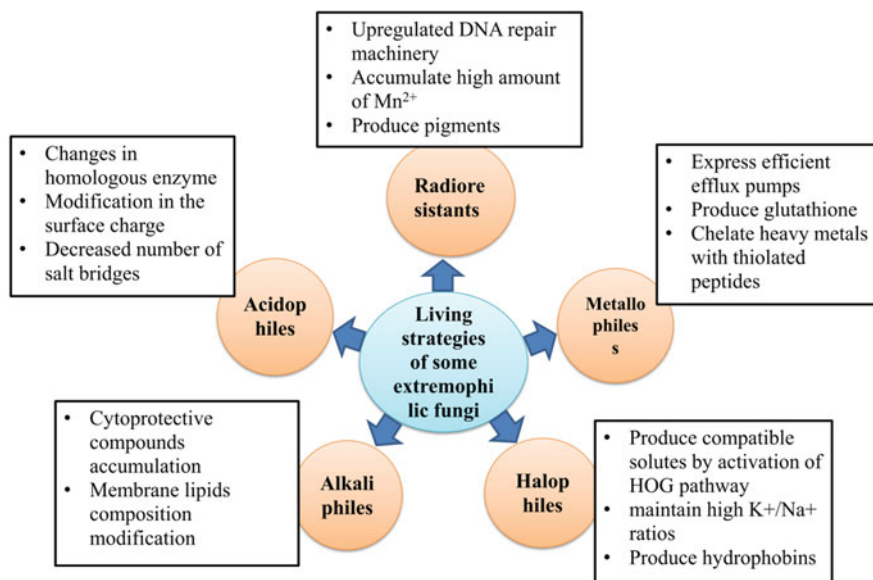 • Upregulated DNA repair
machinery
• Accumulate high amount
of Mn²⁺
• Produce pigments
Radiore
sistants
• Changes in
homologous enzyme
• Modification in the
surface charge
• Decreased number of
salt bridges
Acidop
hiles
• Express efficient
efflux pumps
• Produce glutathione
• Chelate heavy metals
with thiolated
peptides
Metallo
phile
s
Living
strategies
of some
extremophi
lic fungi
• Cytoprotective
compounds
accumulation
• Membrane lipids
composition
modification
Alkali
philes
Halop
hiles
• Produce compatible
solutes by activation of
HOG pathway
• maintain high K+/Na+
ratios
• Produce hydrophobins